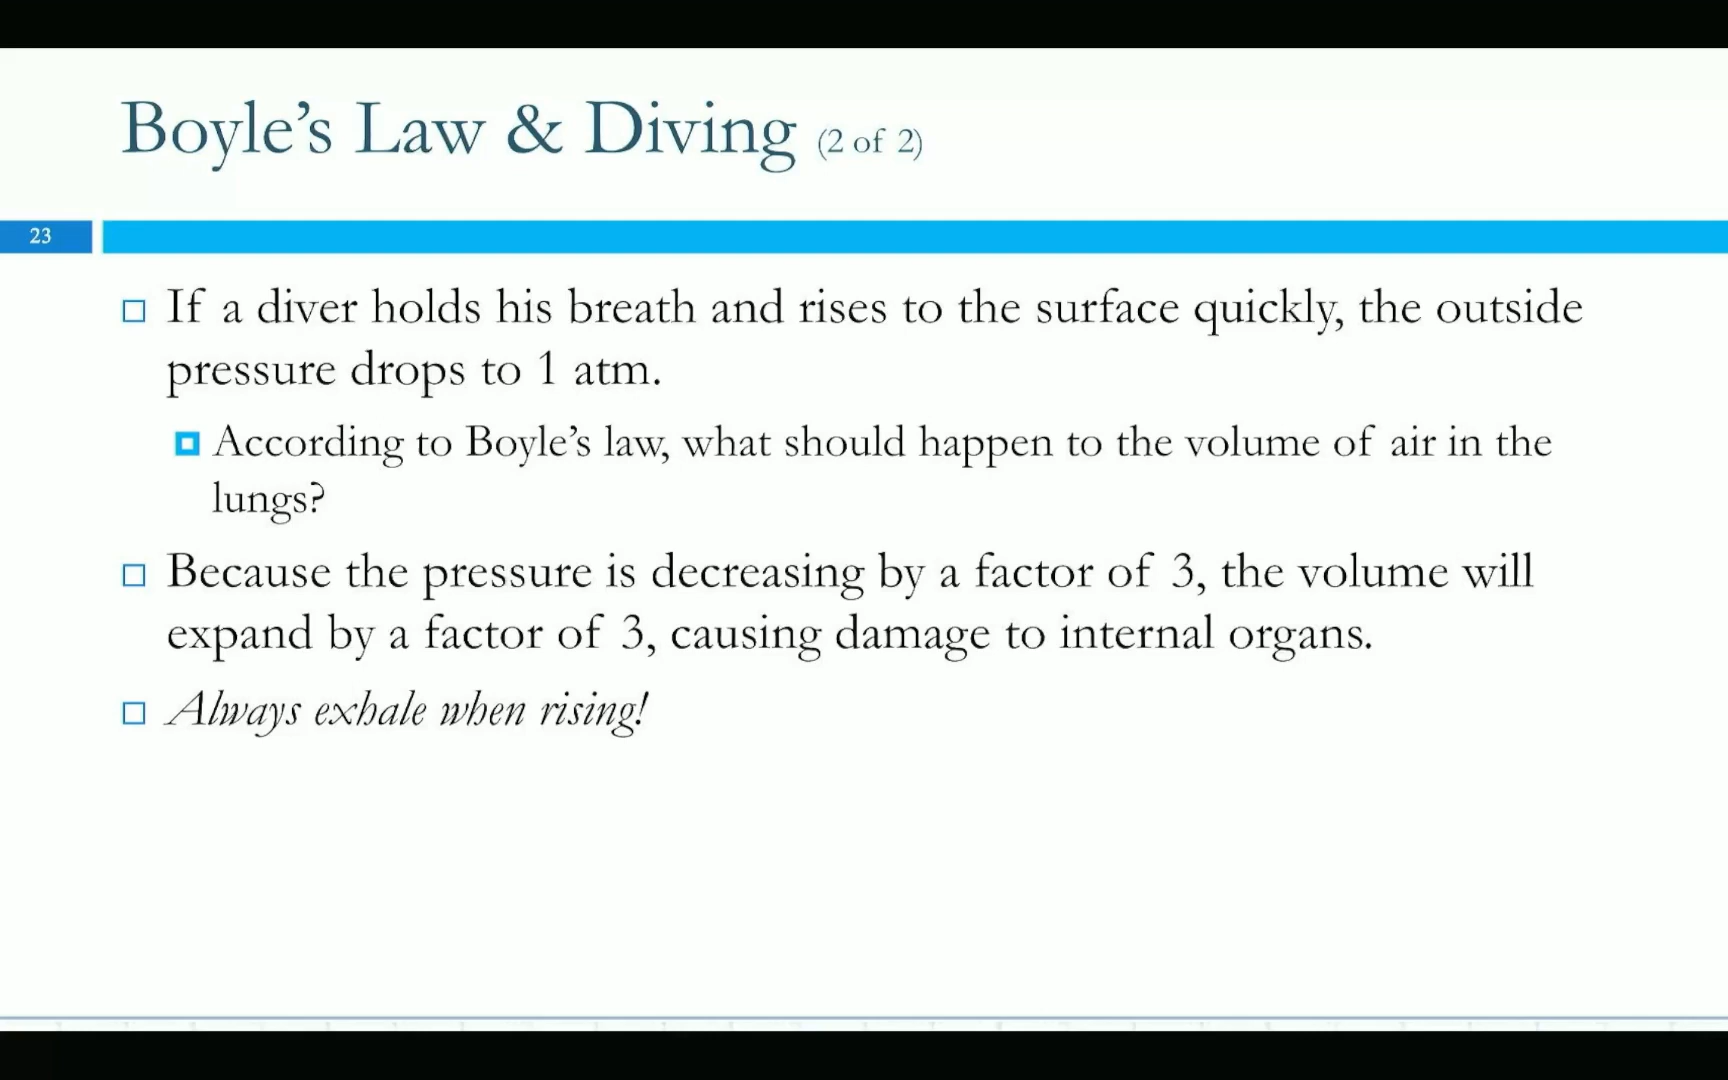 Boyle's Law & Diving (2 of 2)
23
If a diver holds his breath and rises to the surface quickly, the outside
pressure drops to 1 atm.
According to Boyle's law, what should happen to the volume of air in the
lungs?
Because the pressure is decreasing by a factor of 3, the volume will
expand by a factor of 3, causing damage to internal organs.
Always exhale when rising!